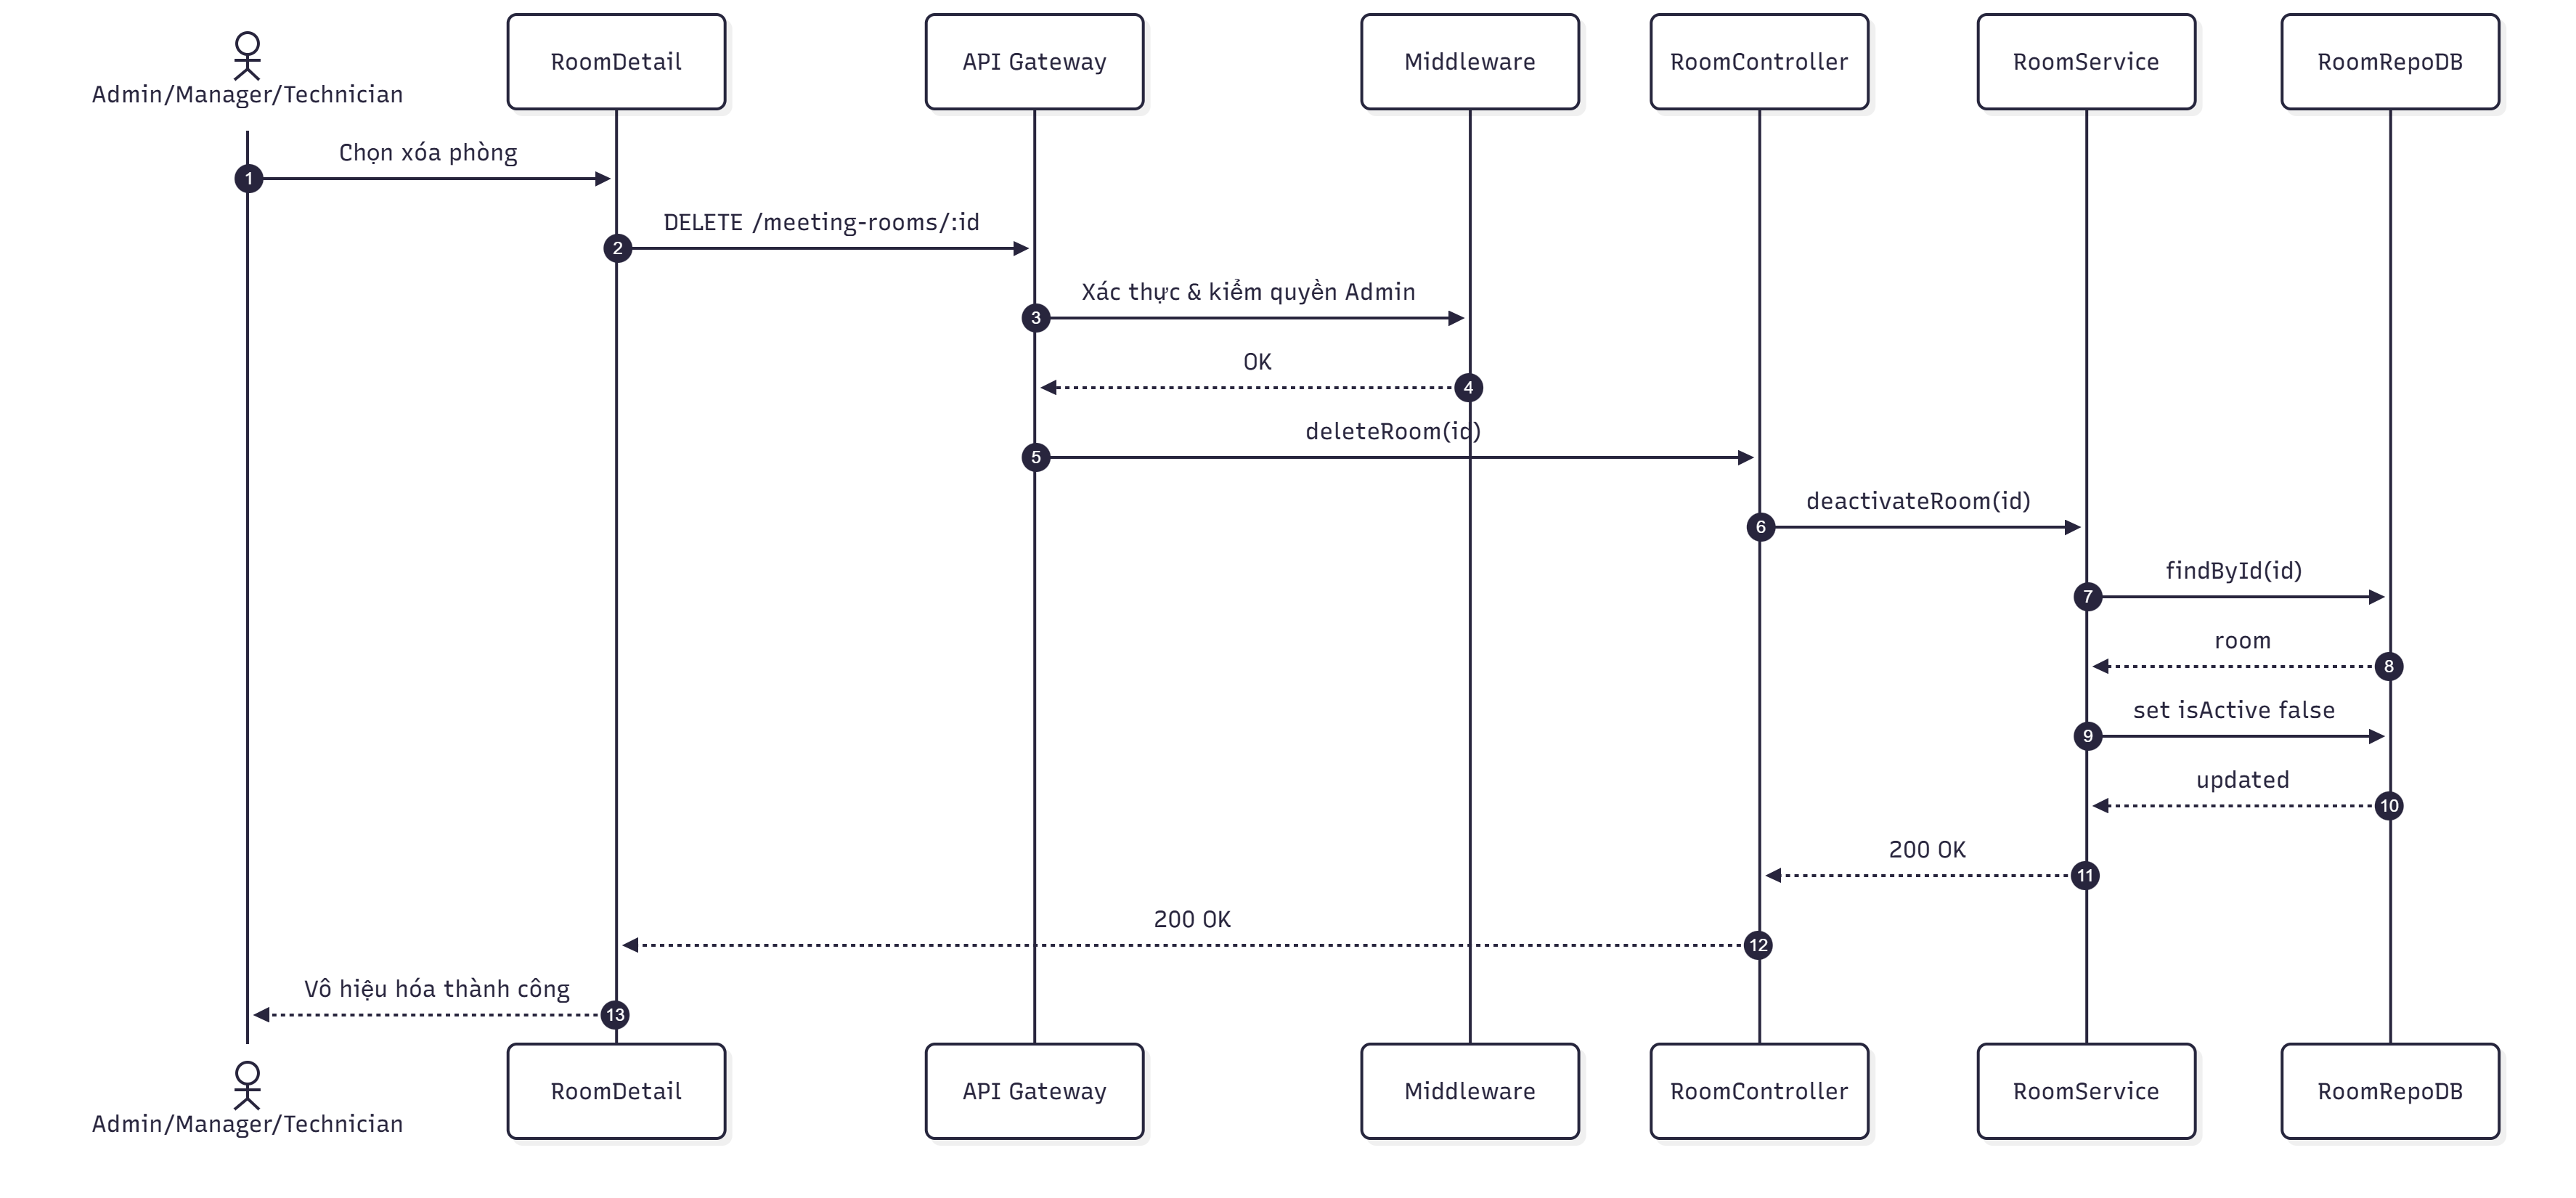 Admin/Manager/Technician
RoomDetail
API Gateway
Middleware
RoomController
RoomService
RoomRepoDB
Chọn xóa phòng
1
DELETE /meeting-rooms/:id
2
Xác thực & kiểm quyền Admin
3
OK
4
deleteRoom(id)
5
deactivateRoom(id)
6
findById(id)
7
room
8
set isActive false
9
updated
10
200 OK
11
200 OK
12
Vô hiệu hóa thành công
13
Admin/Manager/Technician
RoomDetail
API Gateway
Middleware
RoomController
RoomService
RoomRepoDB